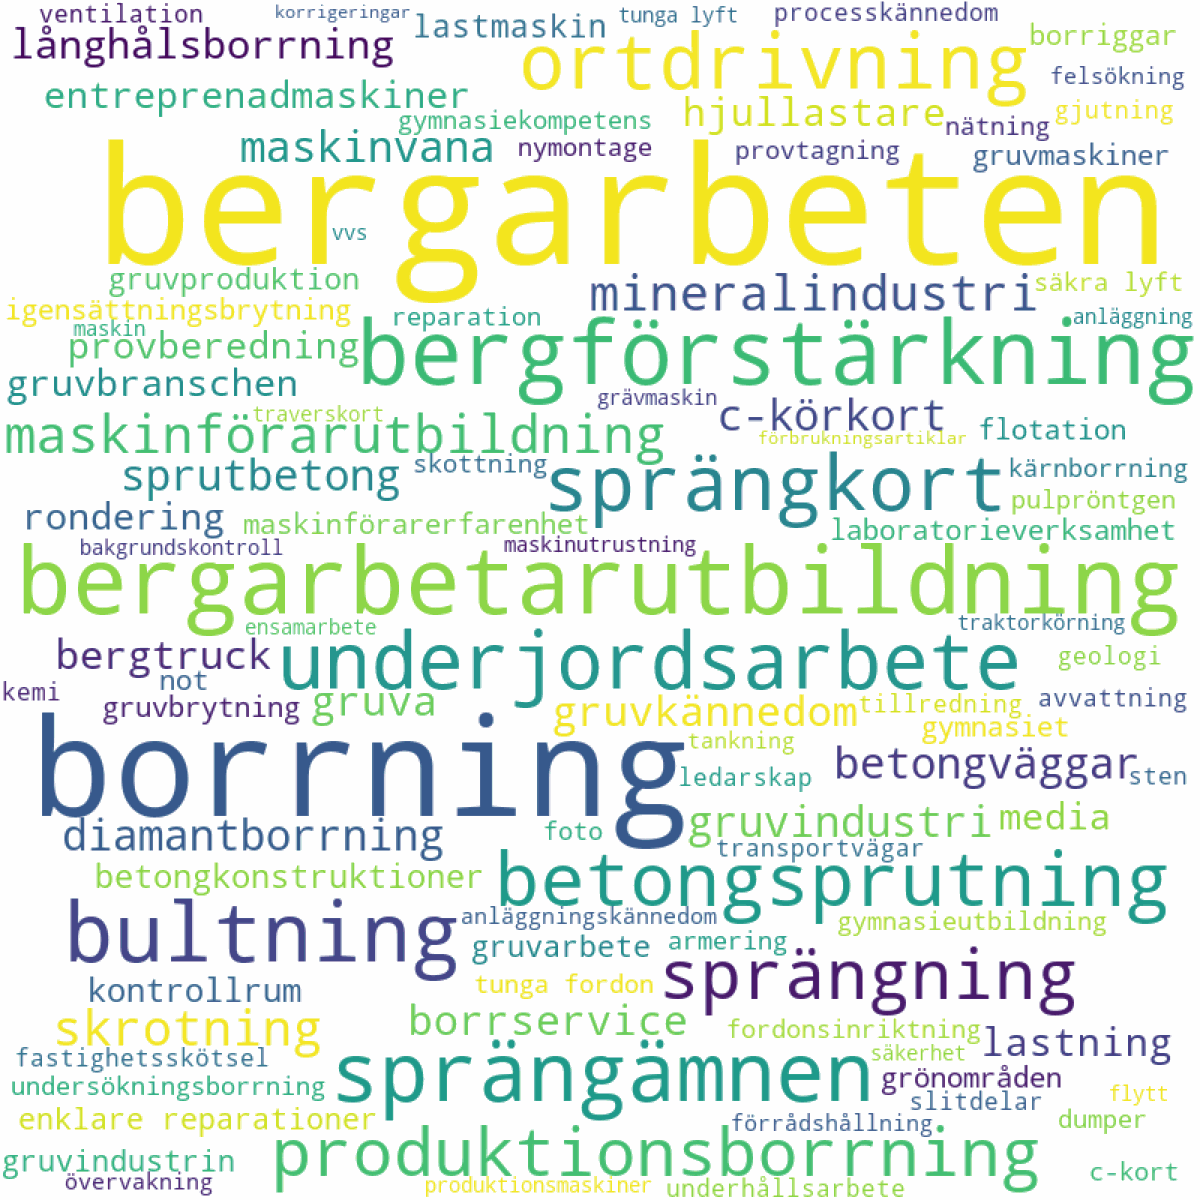 ventilation
korrigeringar
lastmaskin
tunga lyft
processkännedom
långhålsborrning
ortdrivning
borriggar
felsökning
entreprenadmaskiner
gymnasiekompetens
hjullastare
nätning
gjutning
maskinvana
nymontage
provtagning
gruvmaskiner
bergarbeten
vvs
gruvproduktion
mineralindustri
säkra lyft
igensättningsbrytning
maskin
reparation
anläggning
provberedning
bergförstärkning
gruvbranschen
grävmaskin
traverskort
c-körkort
maskinförarutbildning
förbrukningsartiklar
flotation
sprutbetong
skottning
sprängkort
kärnborrning
pulpröntgen
rondering
maskinförarerfarenhet
laboratorieverksamhet
bakgrundskontroll
maskinutrustning
bergarbetarutbildning
ensamarbete
traktorkörning
bergtruck
underjordsarbete
geologi
not
kemi
gruvbrytning
gruva
gruvkännedom
tillredning
avvattning
gymnasiet
borrning
tankning
ledarskap
betongväggar
sten
diamantborrning
foto
gruvindustri
media
transportvägar
betongkonstruktioner
betongsprutning
bultning
anläggningskännedom
gymnasieutbildning
gruvarbete
armering
kontrollrum
tunga fordon
sprängning
skrotning
borrservice
fordonsinriktning
lastning
fastighetsskötsel
säkerhet
undersökningsborrning
sprängämnen
grönområden
slitdelar
flytt
enklare reparationer
förrådshållning
dumper
gruvindustrin
produktionsborrning
c-kort
övervakning
produktionsmaskiner
underhållsarbete